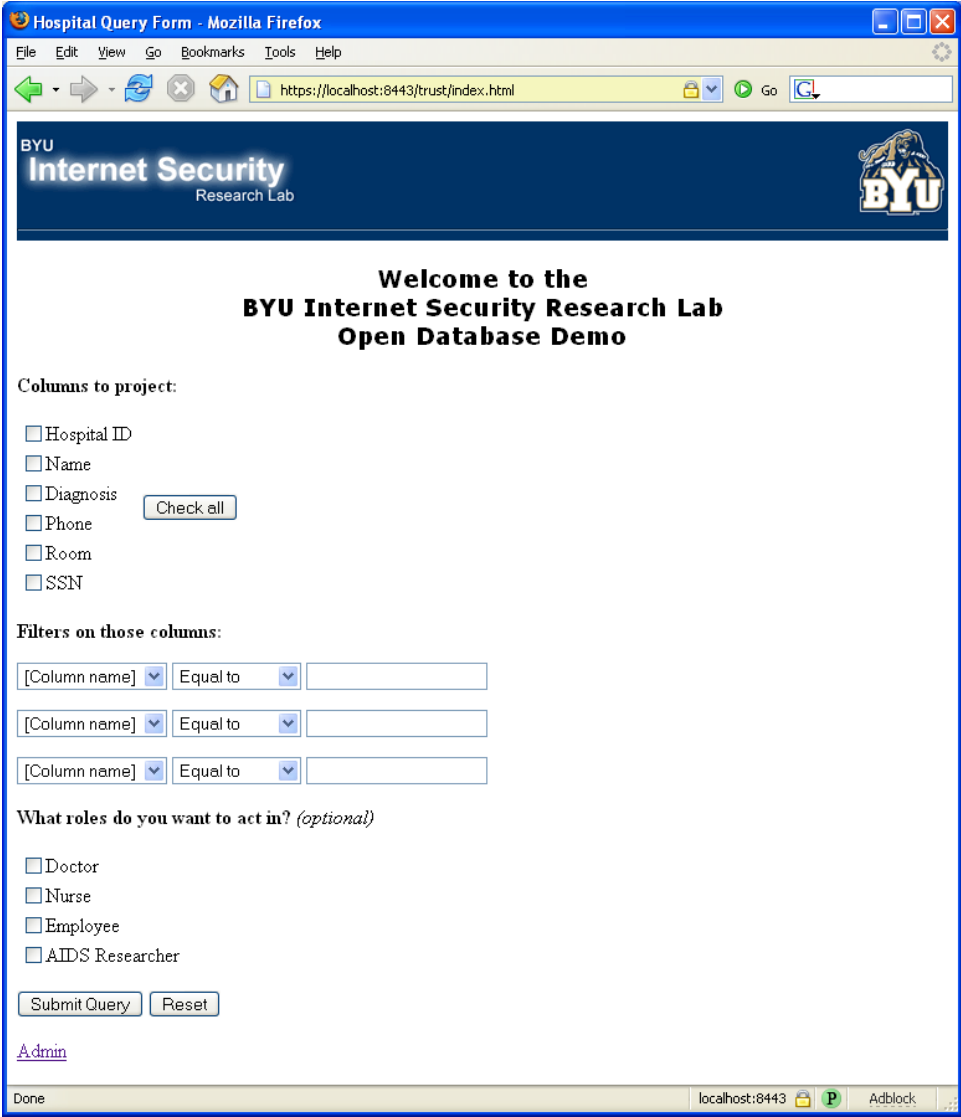 Hospital Query Form - Mozilla Firefox
File Edit View Go Bookmarks Tools Help
https://localhost:8443/trust/index.html Go G
BYU
Internet Security
Research Lab
BYU
Welcome to the
BYU Internet Security Research Lab
Open Database Demo
Columns to project:
Hospital ID
Name
Diagnosis
Check all
Phone
Room
SSN
Filters on those columns:
[Column name] Equal to
[Column name] Equal to
[Column name] Equal to
What roles do you want to act in? (optional)
Doctor
Nurse
Employee
AIDS Researcher
Submit Query Reset
Admin
Done localhost:8443 P Adblock